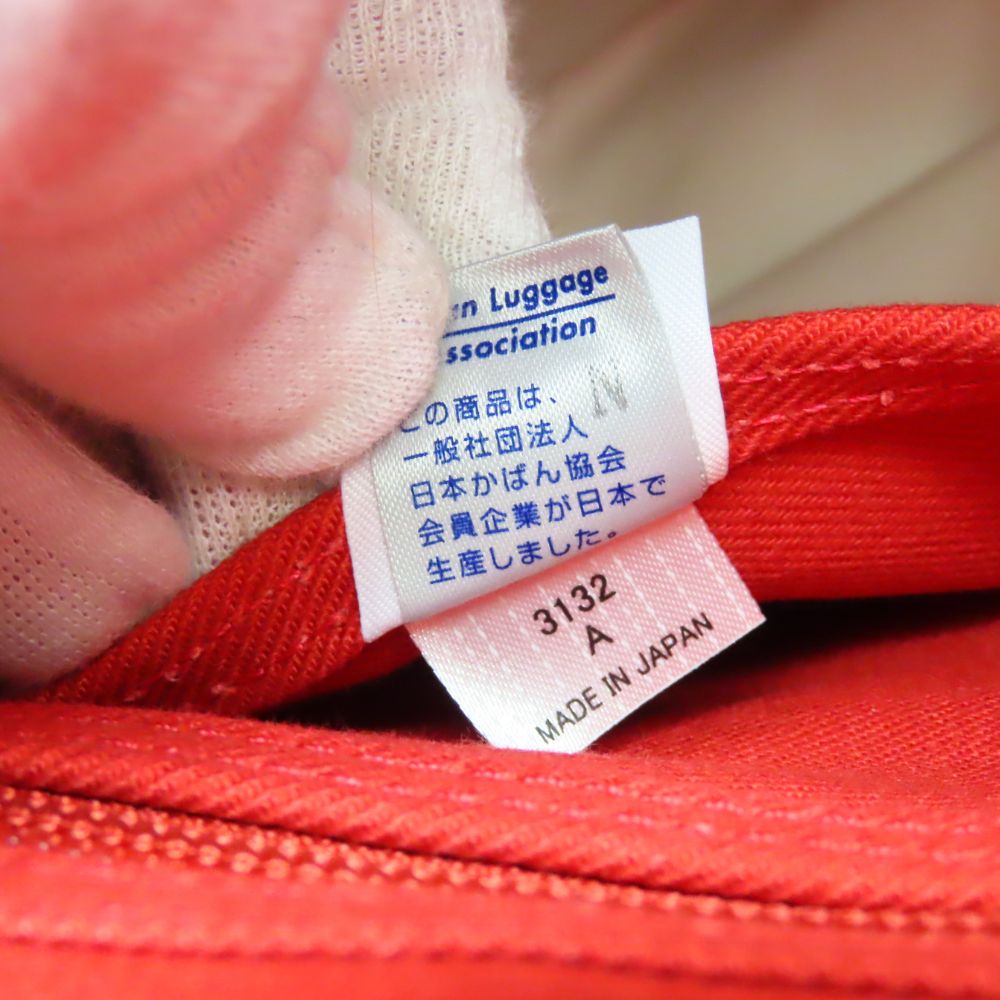 Luggage
ssociation
この商品は、
一般社団法人
日本かばん協会
会員企業が日本で
生産しました。
3132
A
MADE IN JAPAN